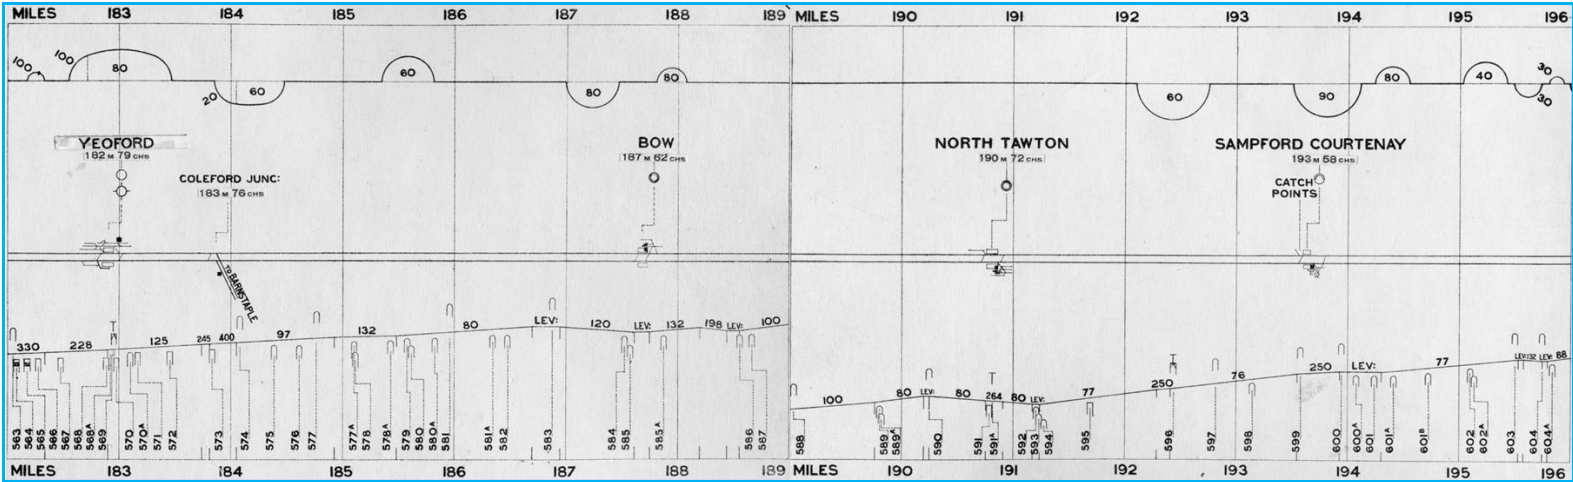 MILES 183 184 185 186 187 188 189 MILES 190 191 192 193 194 195 196
100 100 80 20 60 60 80 80 60 90 80 40 30 30
YEOFORD
182 M 79 CHS
COLEFORD JUNC:
183 M 76 CHS
BOW
187 M 62 CHS
NORTH TAWTON
190 M 72 CHS
SAMPFORD COURTENAY
193 M 58 CHS
CATCH
POINTS
TO BARNSTAPLE
330 228 125 245 400 97 132 80 LEV: 120 LEV: 132 198 LEV: 100
100 80 LEV: 80 264 80 LEV: 77 250 76 250 LEV: 77 LEV: 132 LEV: 88
563 564 565 566 567 568 568A 569 570 570A 571 572 573 574 575 576 577 577A 578 578A 579 580 580A 581 581A 582 583 584 585 585A 586 587
588 589 589A 590 591 591A 592 593 594 595 596 597 598 599 600 600A 601 601A 601B 602 602A 603 604 604A
MILES 183 184 185 186 187 188 189 MILES 190 191 192 193 194 195 196